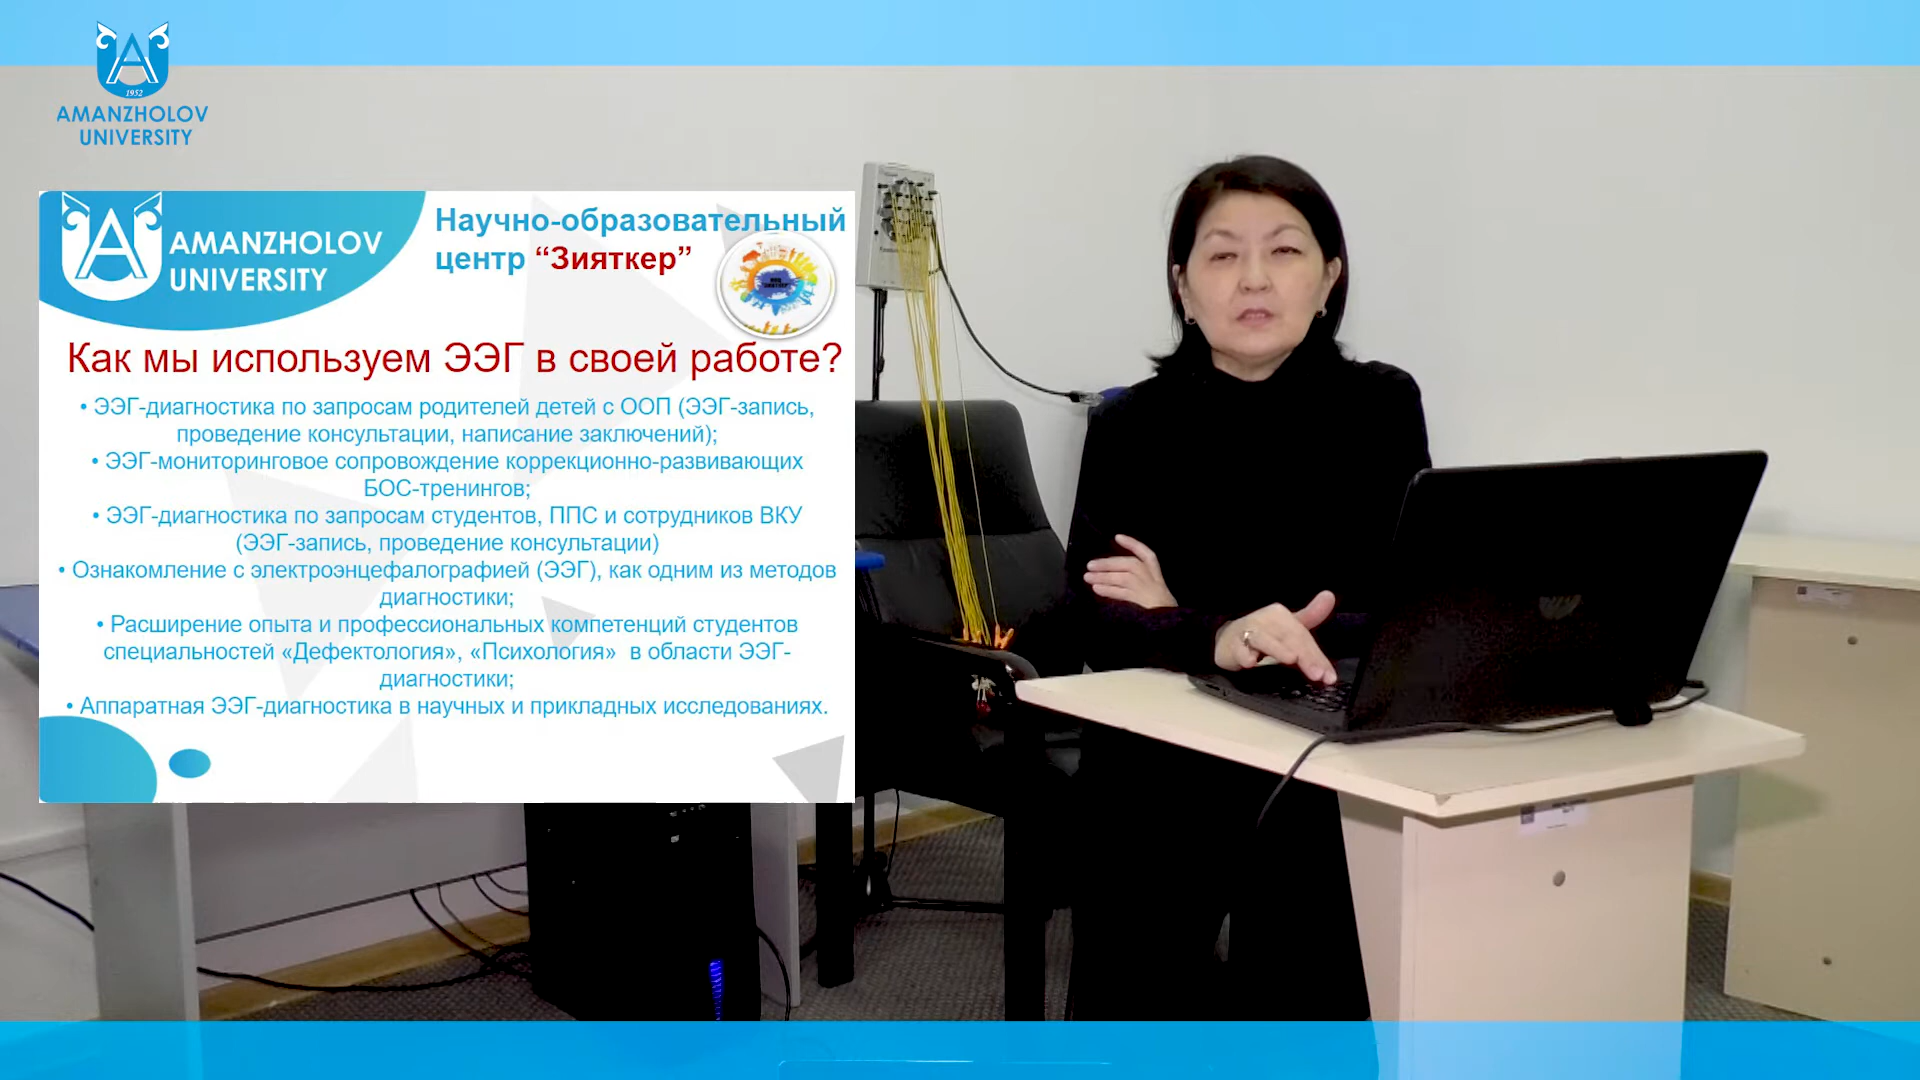 1952
AMANZHOLOV
UNIVERSITY
AMANZHOLOV
UNIVERSITY
Научно-образовательный
центр “Зияткер”
Как мы используем ЭЭГ в своей работе?
• ЭЭГ-диагностика по запросам родителей детей с ООП (ЭЭГ-запись,
проведение консультации, написание заключений);
• ЭЭГ-мониторинговое сопровождение коррекционно-развивающих
БОС-тренингов;
• ЭЭГ-диагностика по запросам студентов, ППС и сотрудников ВКУ
(ЭЭГ-запись, проведение консультации)
• Ознакомление с электроэнцефалографией (ЭЭГ), как одним из методов
диагностики;
• Расширение опыта и профессиональных компетенций студентов
специальностей «Дефектология», «Психология» в области ЭЭГ-
диагностики;
• Аппаратная ЭЭГ-диагностика в научных и прикладных исследованиях.